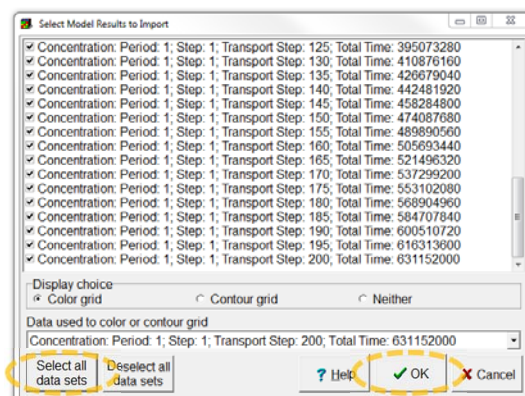 Select Model Results to Import
Concentration: Period: 1; Step: 1; Transport Step: 125; Total Time: 395073280
Concentration: Period: 1; Step: 1; Transport Step: 130; Total Time: 410876160
Concentration: Period: 1; Step: 1; Transport Step: 135; Total Time: 426679040
Concentration: Period: 1; Step: 1; Transport Step: 140; Total Time: 442481920
Concentration: Period: 1; Step: 1; Transport Step: 145; Total Time: 458284800
Concentration: Period: 1; Step: 1; Transport Step: 150; Total Time: 474087680
Concentration: Period: 1; Step: 1; Transport Step: 155; Total Time: 489890560
Concentration: Period: 1; Step: 1; Transport Step: 160; Total Time: 505693440
Concentration: Period: 1; Step: 1; Transport Step: 165; Total Time: 521496320
Concentration: Period: 1; Step: 1; Transport Step: 170; Total Time: 537299200
Concentration: Period: 1; Step: 1; Transport Step: 175; Total Time: 553102080
Concentration: Period: 1; Step: 1; Transport Step: 180; Total Time: 568904960
Concentration: Period: 1; Step: 1; Transport Step: 185; Total Time: 584707840
Concentration: Period: 1; Step: 1; Transport Step: 190; Total Time: 600510720
Concentration: Period: 1; Step: 1; Transport Step: 195; Total Time: 616313600
Concentration: Period: 1; Step: 1; Transport Step: 200; Total Time: 631152000
Display choice
Color grid Contour grid Neither
Data used to color or contour grid
Concentration: Period: 1; Step: 1; Transport Step: 200; Total Time: 631152000
Select all data sets
Deselect all data sets
? Help
OK
Cancel